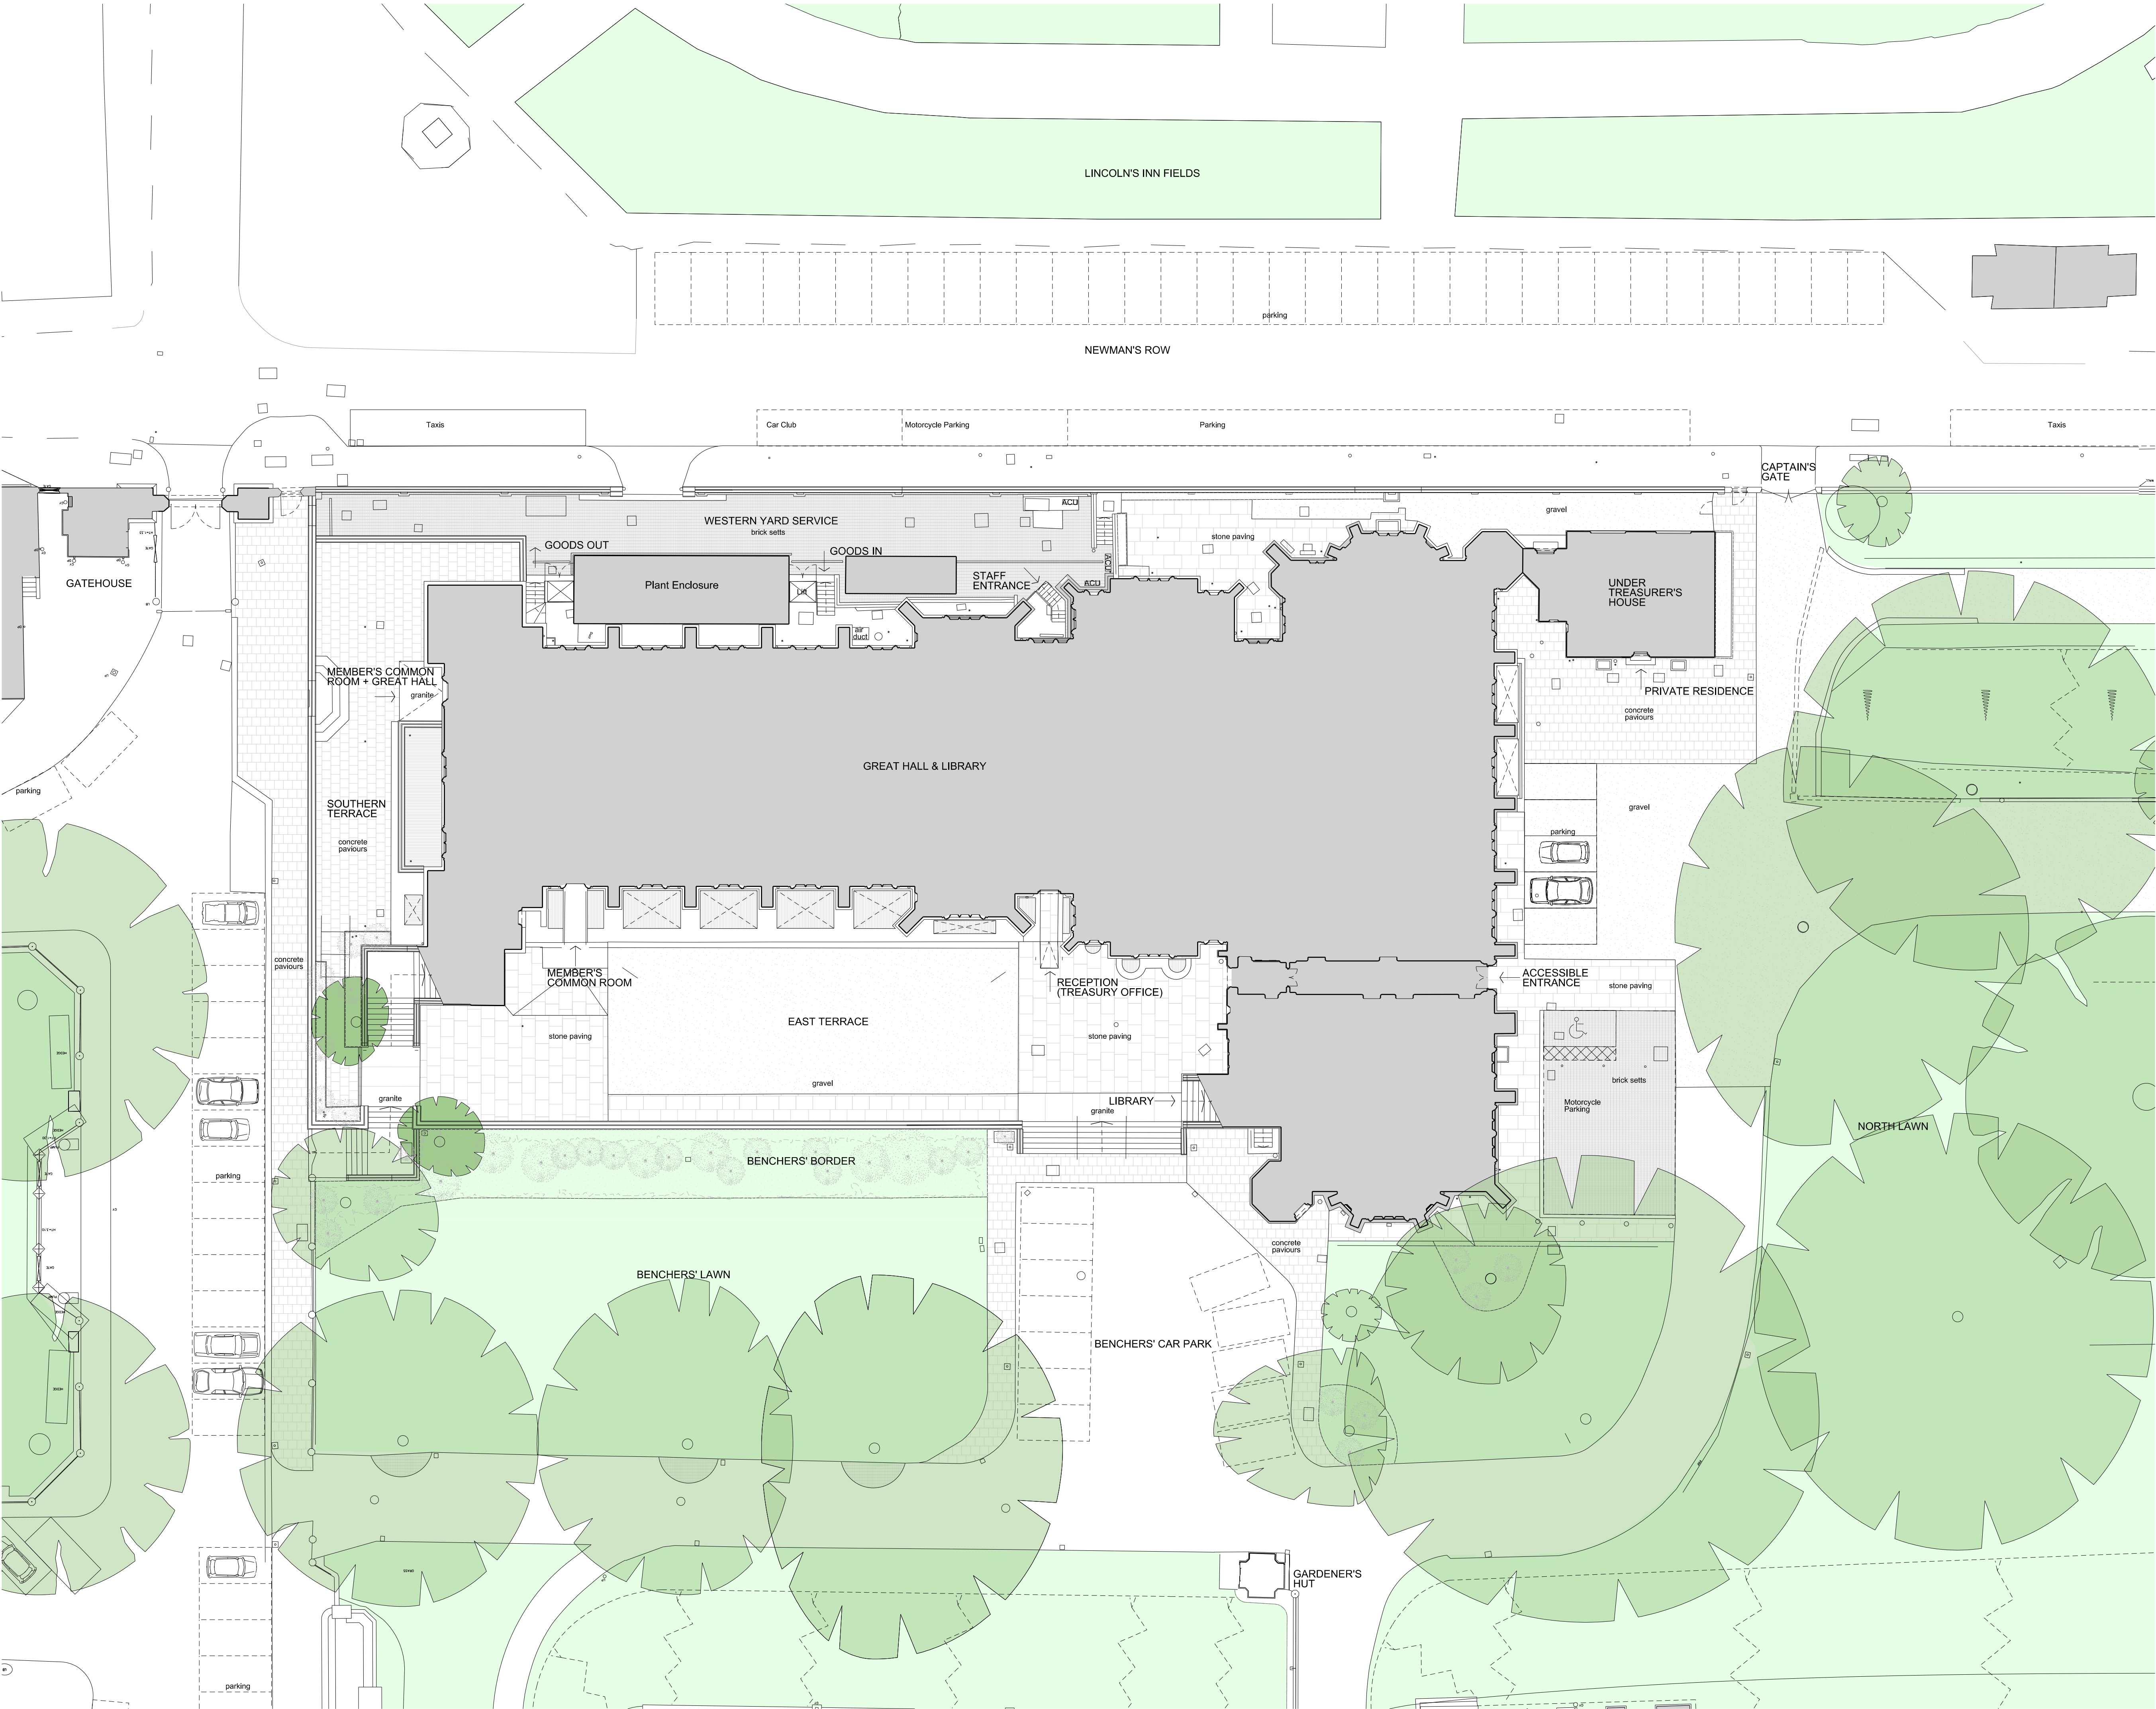 LINCOLN'S INN FIELDS
parking
NEWMAN'S ROW
Taxis
Car Club
Motorcycle Parking
Parking
Taxis
CAPTAIN'S
GATE
ACU
WESTERN YARD SERVICE
brick setts
gravel
stone paving
GOODS OUT
GOODS IN
GATEHOUSE
Plant Enclosure
Lift
STAFF
ENTRANCE
ACU
ACU
UNDER
TREASURER'S
HOUSE
air
duct
MEMBER'S COMMON
ROOM + GREAT HALL
granite
PRIVATE RESIDENCE
concrete
paviours
GREAT HALL & LIBRARY
parking
SOUTHERN
TERRACE
concrete
paviours
gravel
parking
concrete
paviours
MEMBER'S
COMMON ROOM
RECEPTION
(TREASURY OFFICE)
ACCESSIBLE
ENTRANCE
stone paving
EAST TERRACE
stone paving
stone paving
gravel
brick setts
granite
LIBRARY
granite
Motorcycle
Parking
NORTH LAWN
BENCHERS' BORDER
parking
concrete
paviours
BENCHERS' LAWN
BENCHERS' CAR PARK
GARDENER'S
HUT
parking